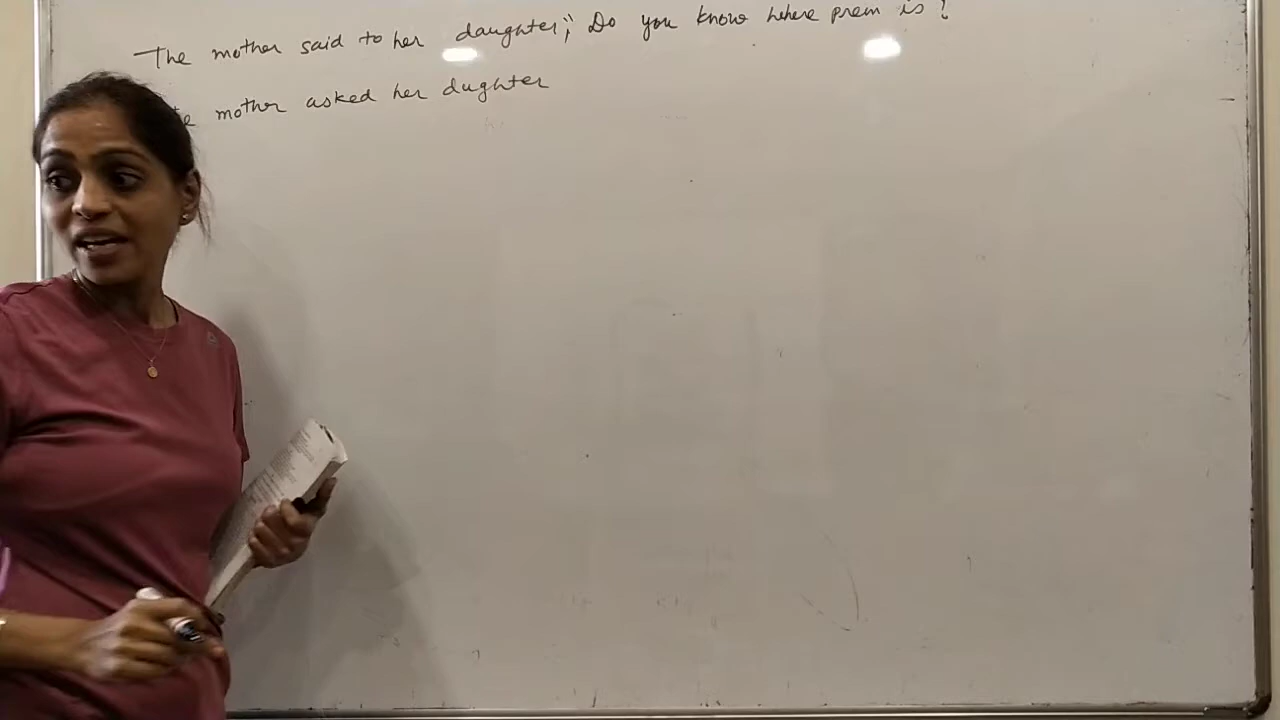 The mother said to her daughter," Do you know where prem is?
mother asked her dughter